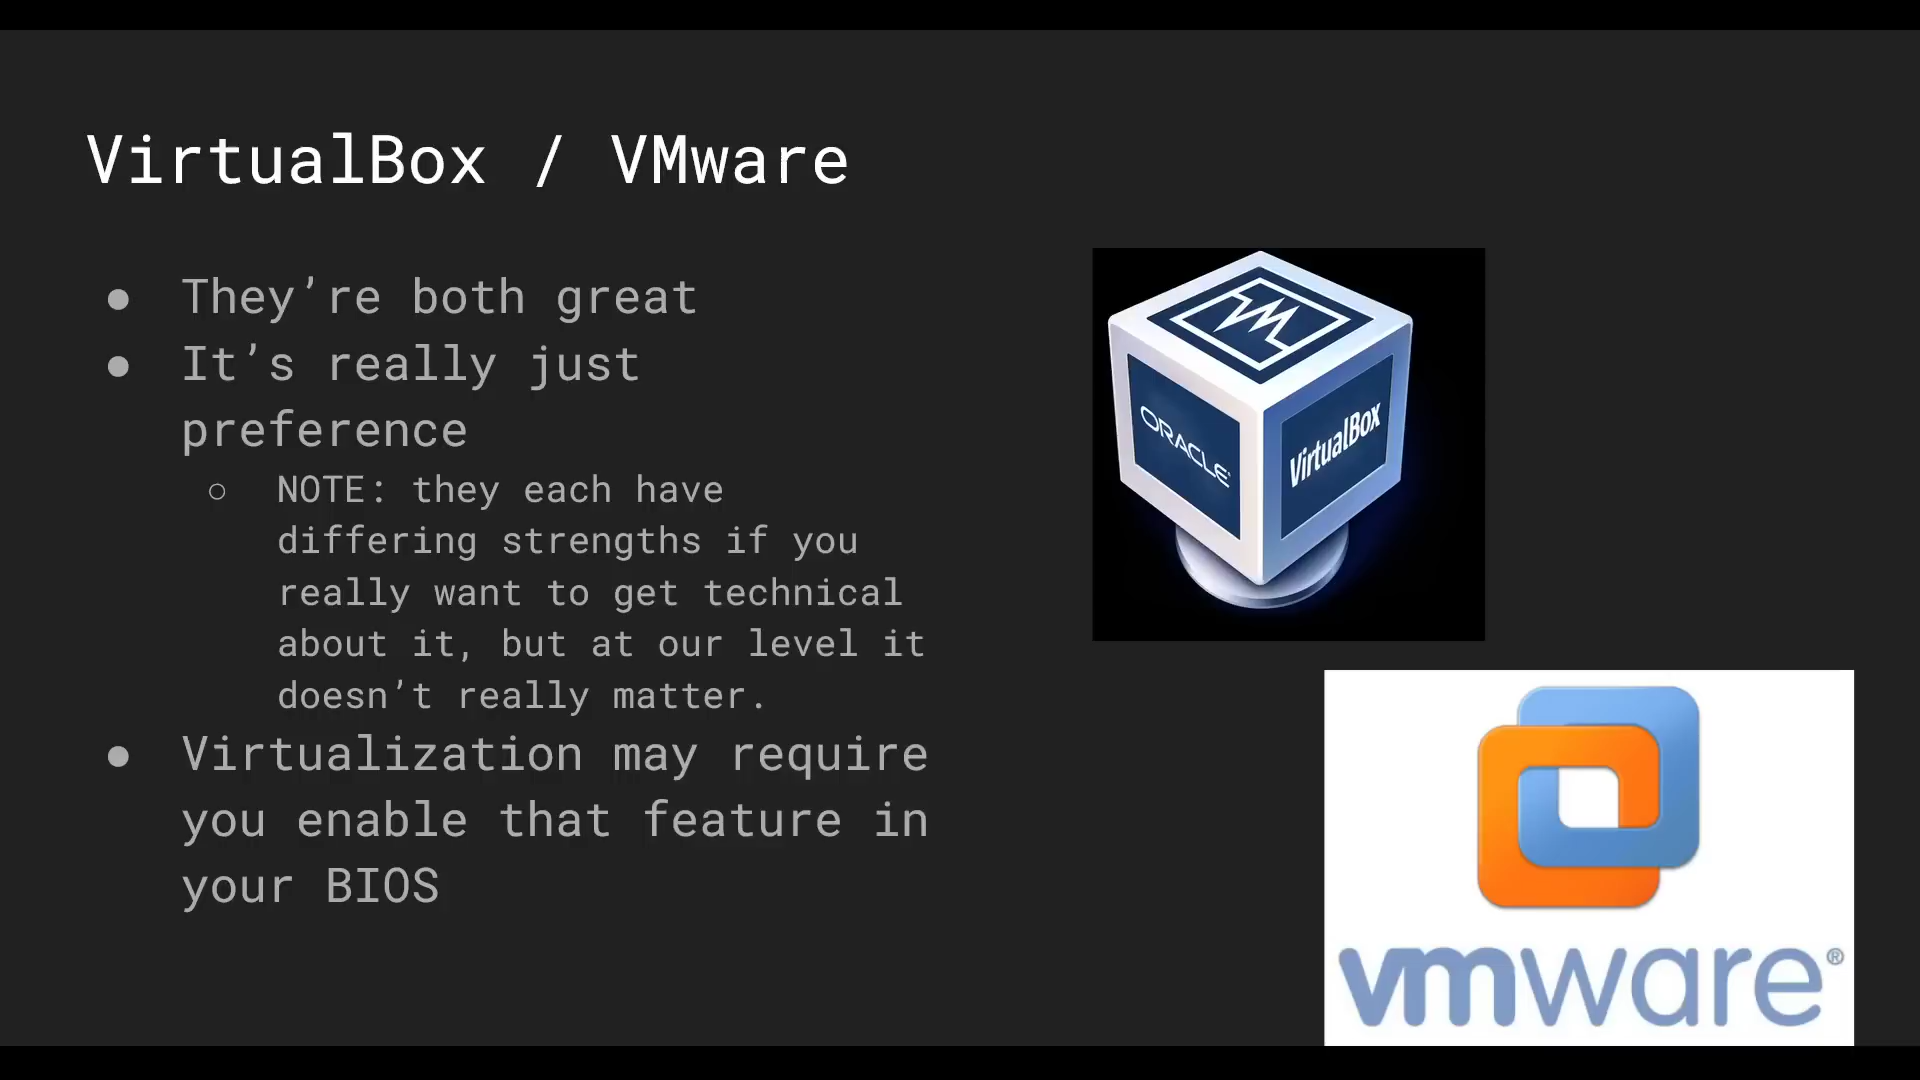 VirtualBox / VMware
● They’re both great
● It’s really just
preference
○ NOTE: they each have
differing strengths if you
really want to get technical
about it, but at our level it
doesn’t really matter.
● Virtualization may require
you enable that feature in
your BIOS
ORACLE
VirtualBox
vmware®